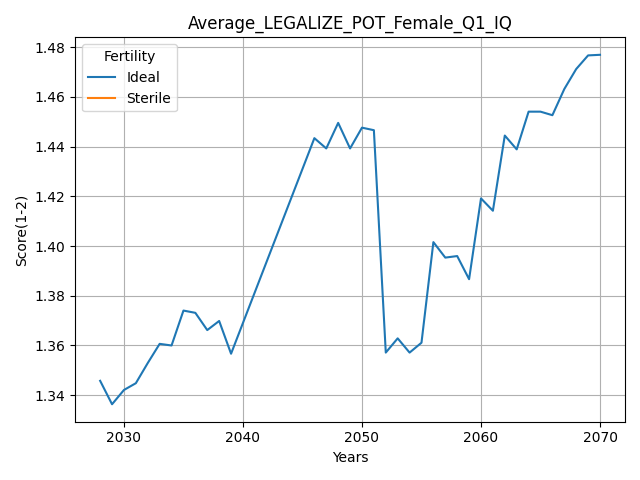 Average_LEGALIZE_POT_Female_Q1_IQ
Fertility
Ideal
Sterile
Score(1-2)
1.48
1.46
1.44
1.42
1.40
1.38
1.36
1.34
2030 2040 2050 2060 2070
Years